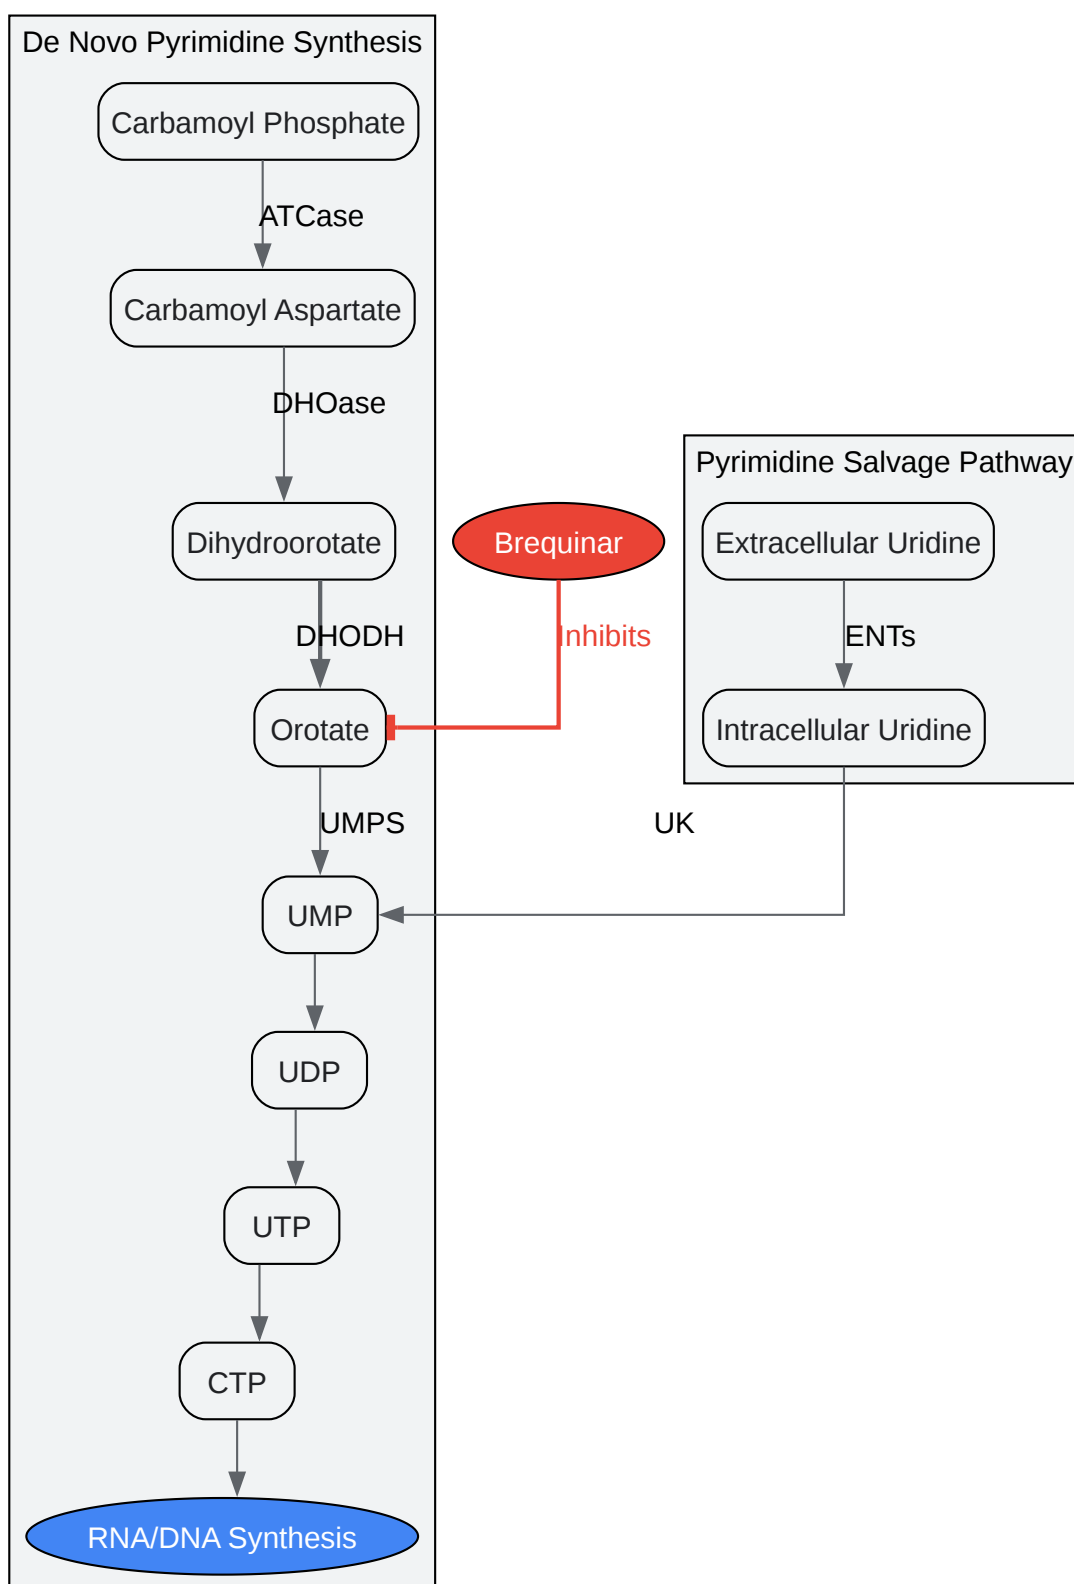 De Novo Pyrimidine Synthesis
Carbamoyl Phosphate
ATCase
Carbamoyl Aspartate
DHOase
Pyrimidine Salvage Pathway
Dihydroorotate
Brequinar
Extracellular Uridine
DHODH
Inhibits
ENTs
Orotate
Intracellular Uridine
UMPS
UK
UMP
UDP
UTP
CTP
RNA/DNA Synthesis